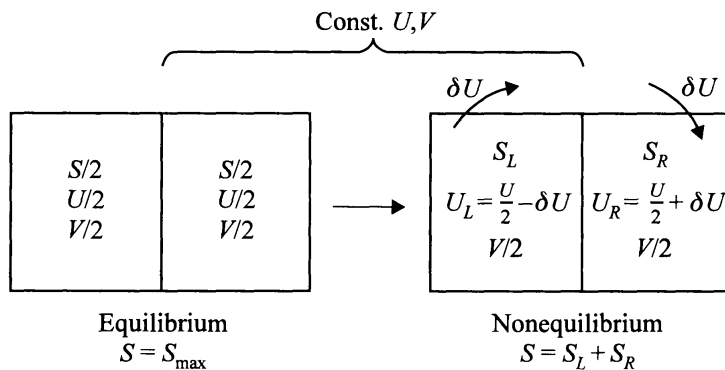 Const. U,V
δU δU
S/2 S/2 S_L S_R
U/2 U/2 U_L = U/2 − δU U_R = U/2 + δU
V/2 V/2 V/2 V/2
Equilibrium Nonequilibrium
S = S_max S = S_L + S_R